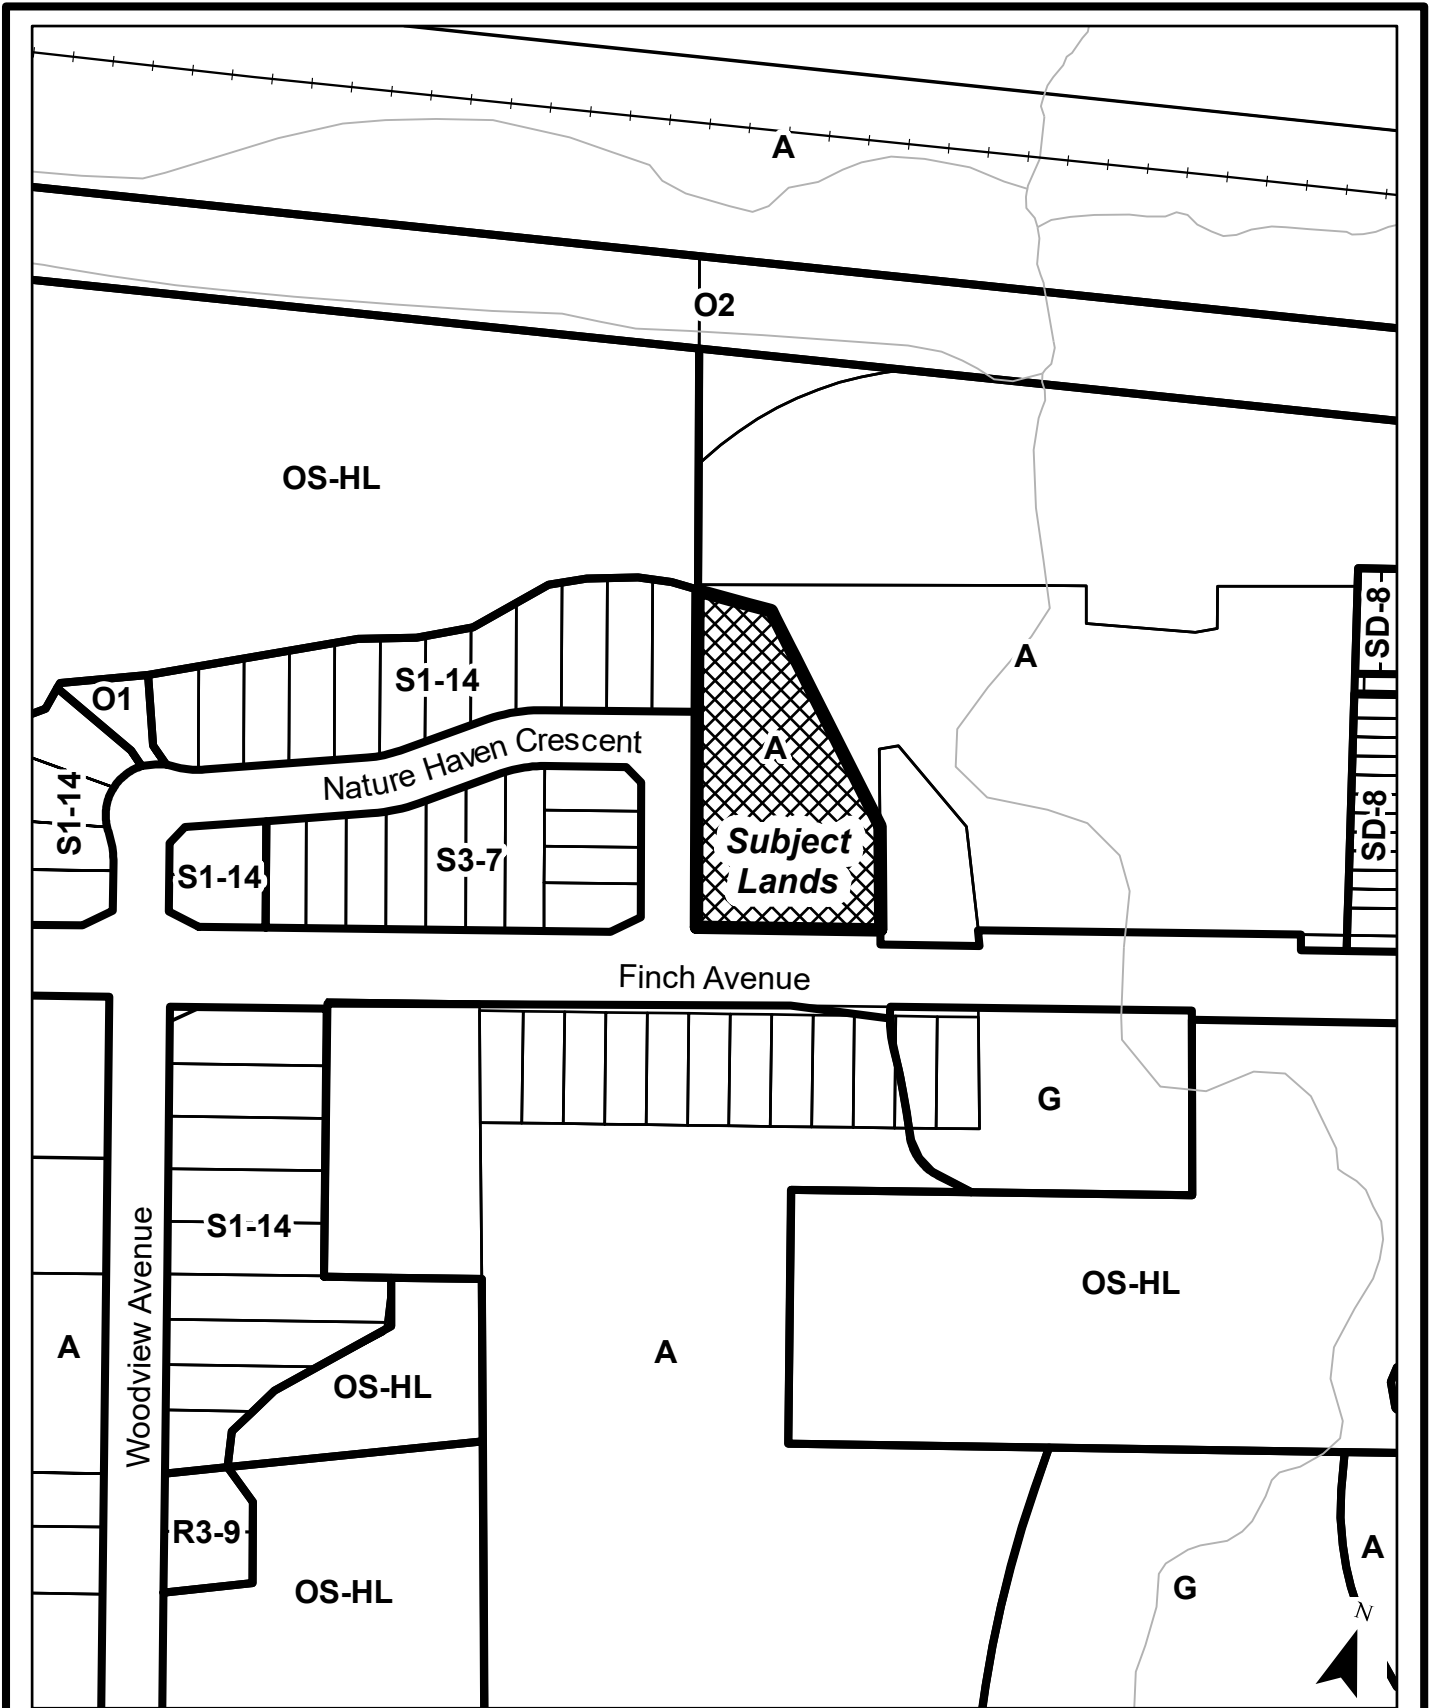 A
O2
OS-HL
SD-8
A
S1-14
O1
Nature Haven Crescent
A
S1-14
SD-8
Subject
Lands
S3-7
S1-14
Finch Avenue
G
S1-14
OS-HL
Woodview Avenue
A
A
OS-HL
R3-9
A
OS-HL
G
N